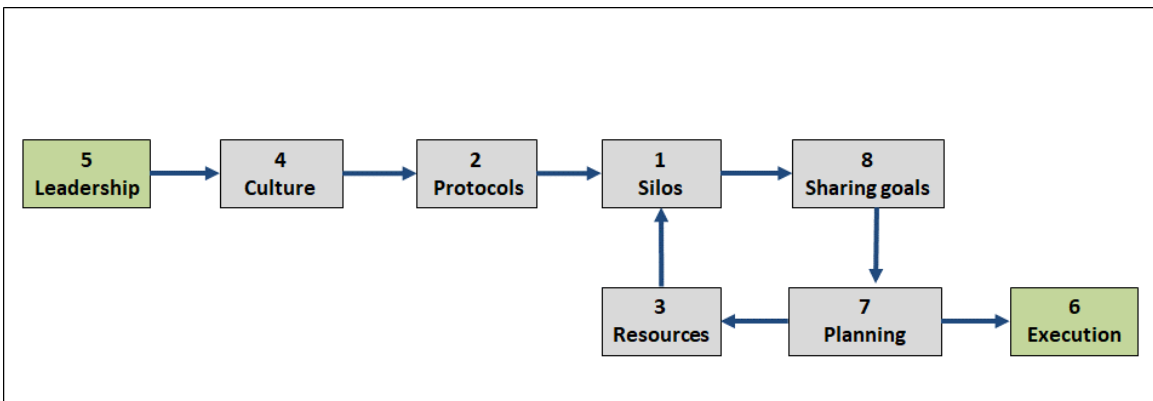 5
Leadership
4
Culture
2
Protocols
1
Silos
8
Sharing goals
3
Resources
7
Planning
6
Execution